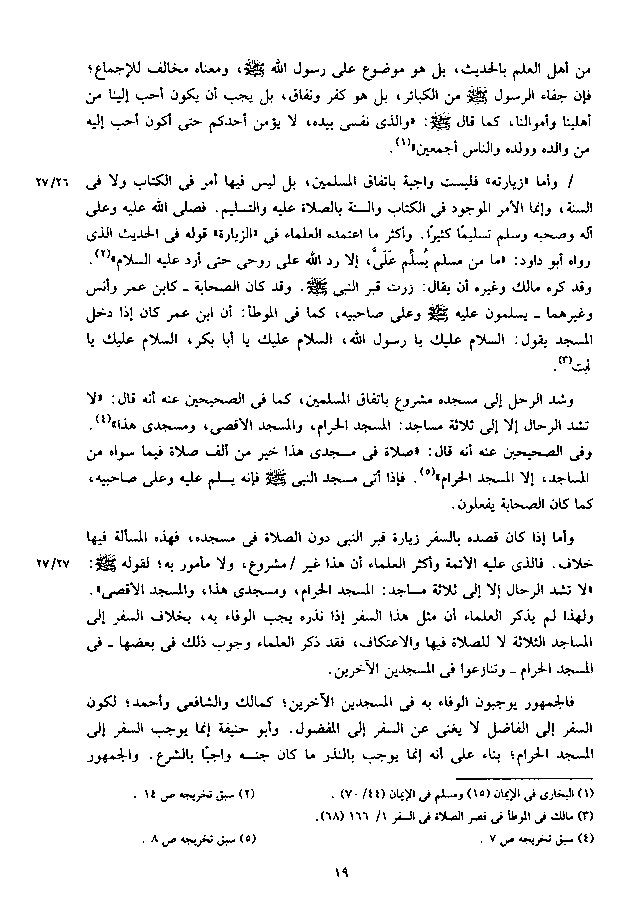 من أهل العلم بالحديث، بل هو موضوع على رسول الله ﷺ، ومعناه مخالف للإجماع؛
فإن جفاء الرسول ﷺ من الكبائر، بل هو كفر ونفاق، بل يجب أن يكون أحب إلينا من
أهلينا وأموالنا، كما قال ﷺ: «والذى نفسى بيده، لا يؤمن أحدكم حتى أكون أحب إليه
من والده وولده والناس أجمعين»(١).
/ وأما «زيارته» فليست واجبة باتفاق المسلمين، بل ليس فيها أمر فى الكتاب ولا فى
٢٧/٢٦
السنة، وإنما الأمر الموجود فى الكتاب والسنة بالصلاة عليه والتسليم. فصلى الله عليه وعلى
آله وصحبه وسلم تسليمًا كثيرًا. وأكثر ما اعتمده العلماء فى «الزيارة» قوله فى الحديث الذى
رواه أبو داود: «ما من مسلم يُسلِّم علَىَّ، إلا رد الله على روحى حتى أرد عليه السلام»(٢).
وقد كره مالك وغيره أن يقال: زرت قبر النبى ﷺ. وقد كان الصحابة ـ كابن عمر وأنس
وغيرهما ـ يسلمون عليه ﷺ وعلى صاحبيه، كما فى الموطأ: أن ابن عمر كان إذا دخل
المسجد يقول: السلام عليك يا رسول الله، السلام عليك يا أبا بكر، السلام عليك يا
أبت(٣).
وشد الرحل إلى مسجده مشروع باتفاق المسلمين، كما فى الصحيحين عنه أنه قال: «لا
تشد الرحال إلا إلى ثلاثة مساجد: المسجد الحرام، والمسجد الأقصى، ومسجدى هذا»(٤).
وفى الصحيحين عنه أنه قال: «صلاة فى مسجدى هذا خير من ألف صلاة فيما سواه من
المساجد، إلا المسجد الحرام»(٥). فإذا أتى مسجد النبى ﷺ فإنه يسلم عليه وعلى صاحبيه،
كما كان الصحابة يفعلون.
وأما إذا كان قصده بالسفر زيارة قبر النبى دون الصلاة فى مسجده، فهذه المسألة فيها
خلاف. فالذى عليه الأئمة وأكثر العلماء أن هذا غير /مشروع، ولا مأمور به؛ لقوله ﷺ:
٢٧/٢٧
«لا تشد الرحال إلا إلى ثلاثة مساجد: المسجد الحرام، ومسجدى هذا، والمسجد الأقصى».
ولهذا لم يذكر العلماء أن مثل هذا السفر إذا نذره يجب الوفاء به، بخلاف السفر إلى
المساجد الثلاثة لا للصلاة فيها والاعتكاف، فقد ذكر العلماء وجوب ذلك فى بعضها ـ فى
المسجد الحرام ـ وتنازعوا فى المسجدين الآخرين.
فالجمهور يوجبون الوفاء به فى المسجدين الآخرين؛ كمالك والشافعى وأحمد؛ لكون
السفر إلى الفاضل لا يغنى عن السفر إلى المفضول. وأبو حنيفة إنما يوجب السفر إلى
المسجد الحرام؛ بناء على أنه إنما يوجب بالنذر ما كان جنسه واجبًا بالشرع. والجمهور
(١) البخارى فى الإيمان (١٥) ومسلم فى الإيمان (٤٤/ ٧٠) .
(٢) سبق تخريجه ص ١٤ .
(٣) مالك فى الموطأ فى قصر الصلاة فى السفر ١/ ١٦٦ (٦٨).
(٤) سبق تخريجه ص ٧ .
(٥) سبق تخريجه ص ٨ .
١٩